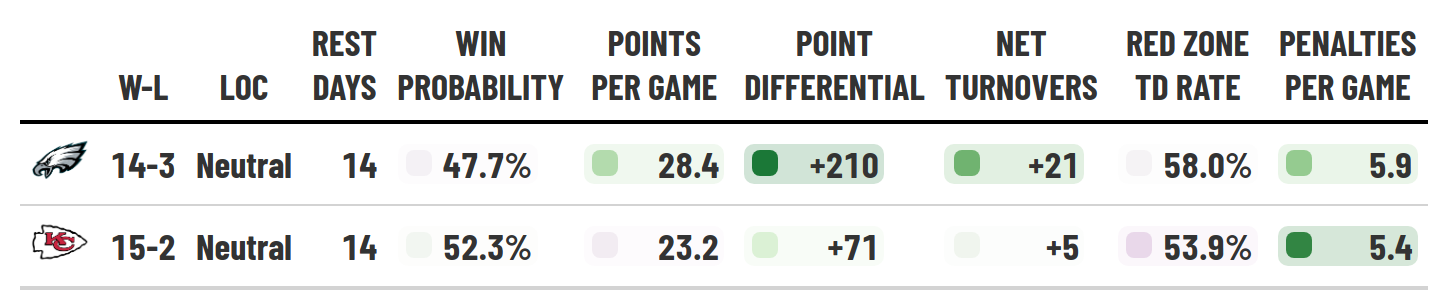 W-L LOC REST DAYS WIN PROBABILITY POINTS PER GAME POINT DIFFERENTIAL NET TURNOVERS RED ZONE TD RATE PENALTIES PER GAME
14-3 Neutral 14 47.7% 28.4 +210 +21 58.0% 5.9
KC 15-2 Neutral 14 52.3% 23.2 +71 +5 53.9% 5.4